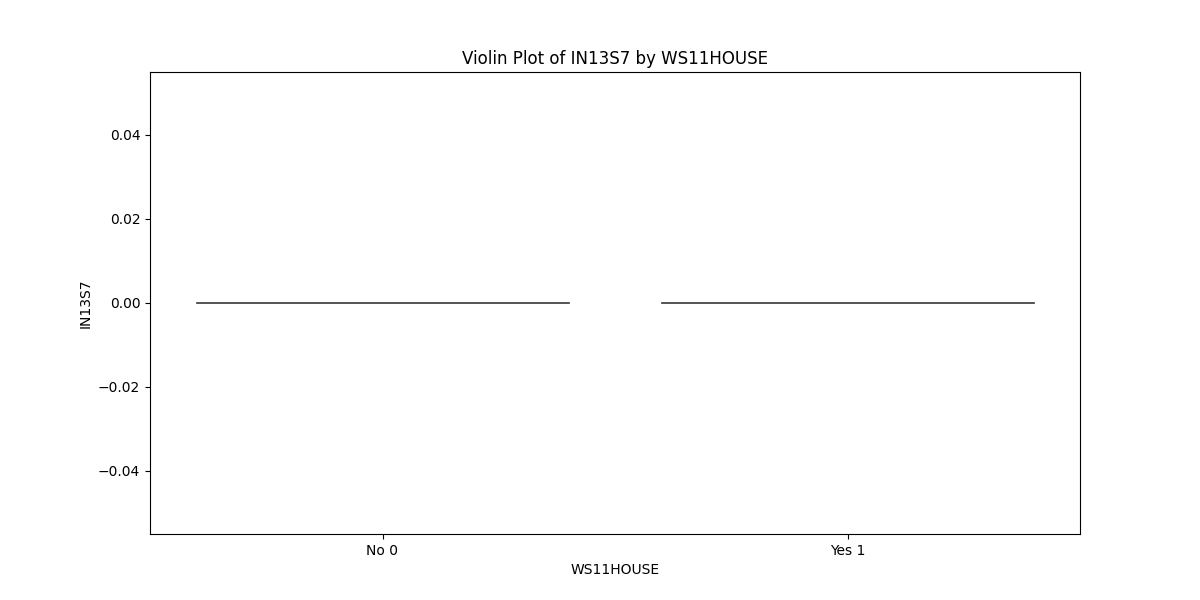 Violin Plot of IN13S7 by WS11HOUSE
0.04
0.02
0.00
−0.02
−0.04
IN13S7
No 0
Yes 1
WS11HOUSE